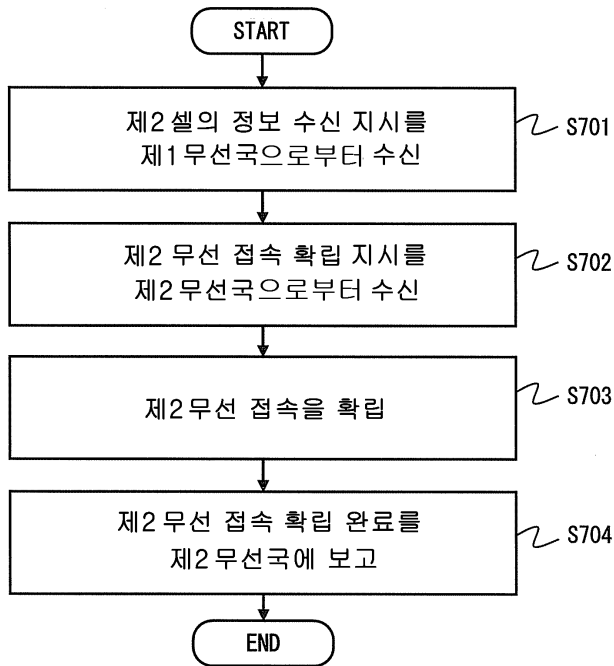 START
제2 셀의 정보 수신 지시를
제1 무선국으로부터 수신
S701
제2 무선 접속 확립 지시를
제2 무선국으로부터 수신
S702
제2 무선 접속을 확립
S703
제2 무선 접속 확립 완료를
제2 무선국에 보고
S704
END